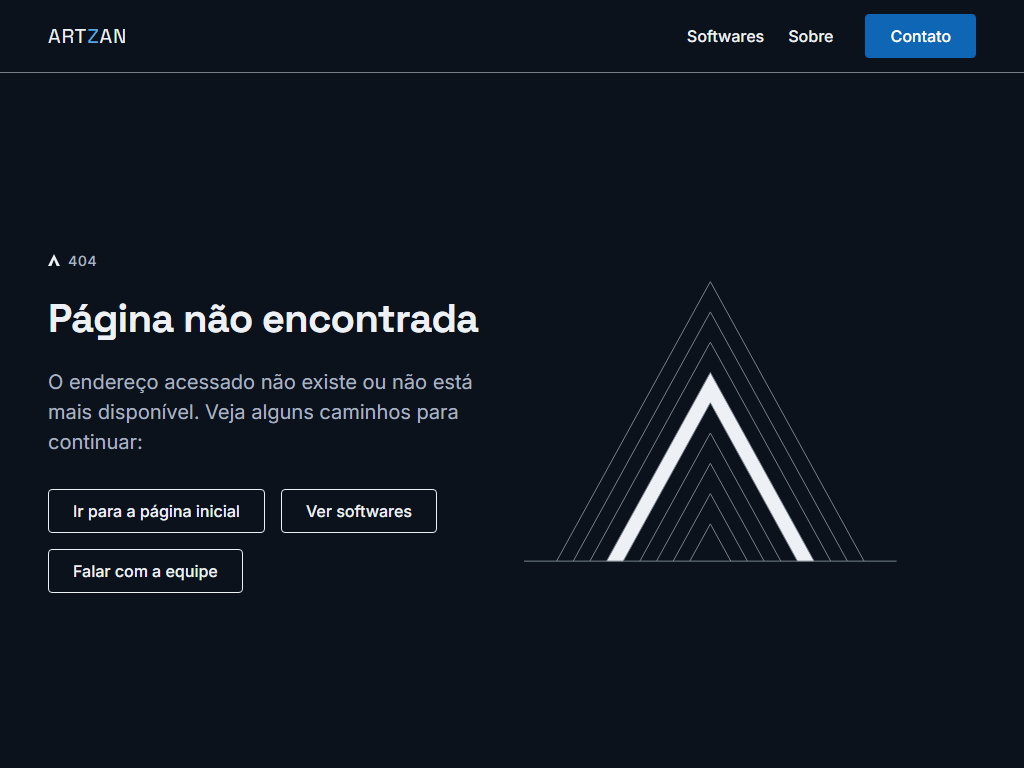 ARTZAN
Softwares
Sobre
Contato
404
Página não encontrada
O endereço acessado não existe ou não está
mais disponível. Veja alguns caminhos para
continuar:
Ir para a página inicial
Ver softwares
Falar com a equipe